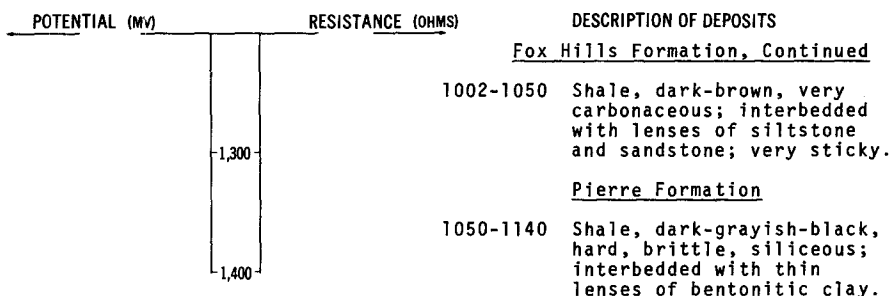 POTENTIAL (MV) RESISTANCE (OHMS) DESCRIPTION OF DEPOSITS
Fox Hills Formation, Continued
1002-1050 Shale, dark-brown, very
carbonaceous; interbedded
with lenses of siltstone
and sandstone; very sticky.
1,300
Pierre Formation
1050-1140 Shale, dark-grayish-black,
hard, brittle, siliceous;
interbedded with thin
1,400
lenses of bentonitic clay.